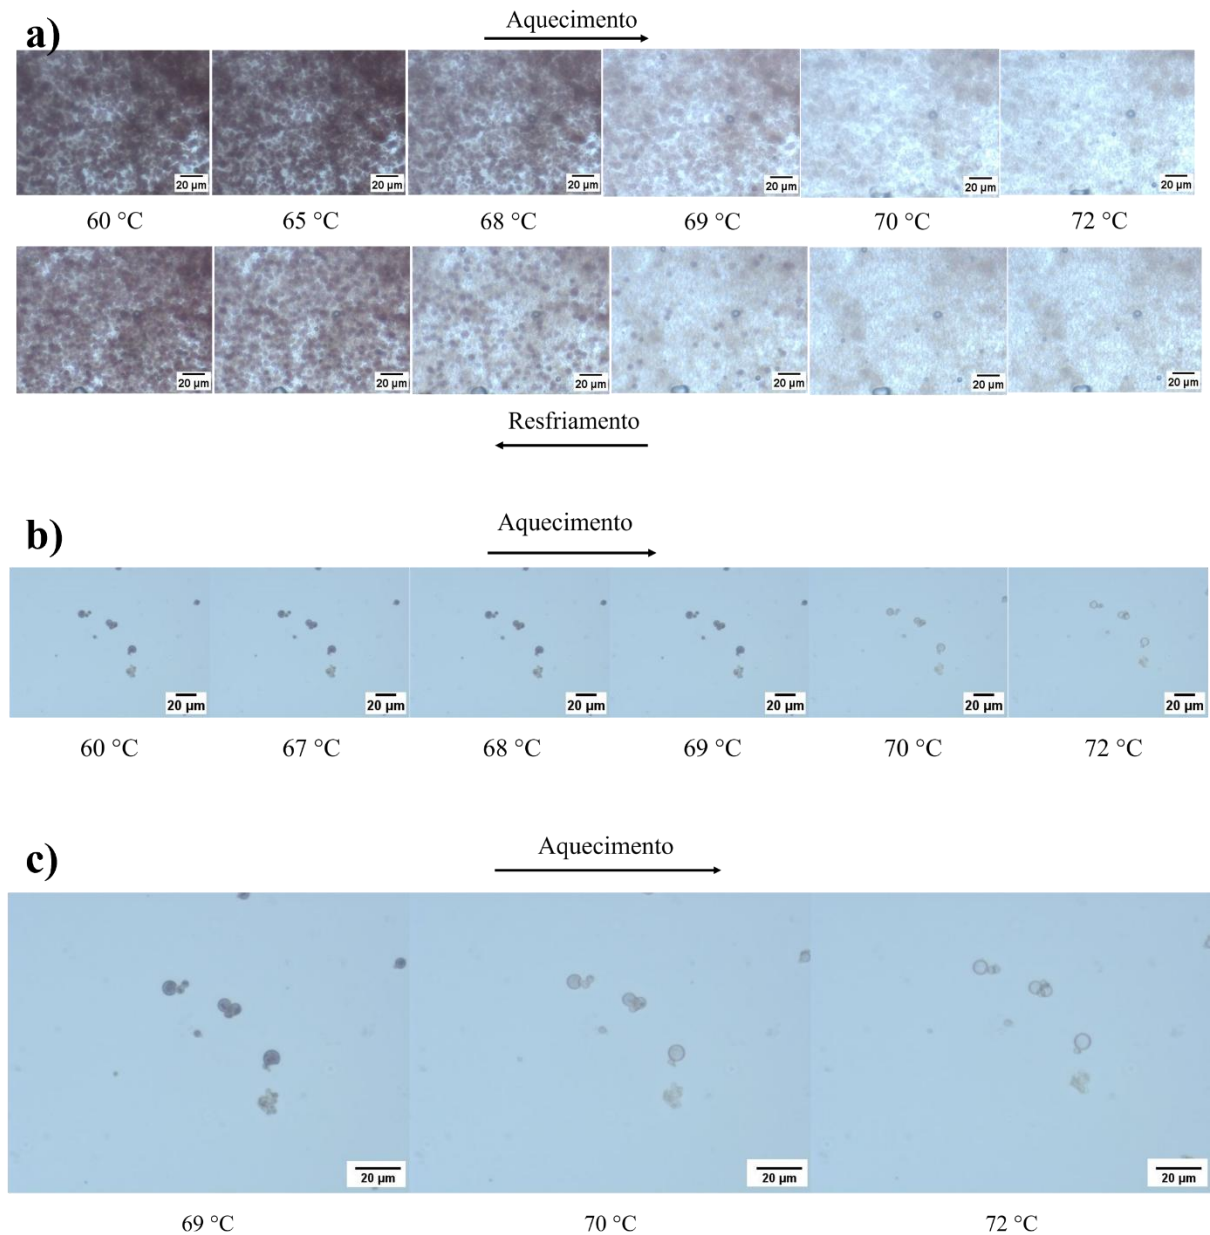 a)
Aquecimento
20 µm 20 µm 20 µm 20 µm 20 µm 20 µm
60 °C 65 °C 68 °C 69 °C 70 °C 72 °C
20 µm 20 µm 20 µm 20 µm 20 µm 20 µm
Resfriamento
b)
Aquecimento
20 µm 20 µm 20 µm 20 µm 20 µm 20 µm
60 °C 67 °C 68 °C 69 °C 70 °C 72 °C
c)
Aquecimento
20 µm 20 µm 20 µm
69 °C 70 °C 72 °C